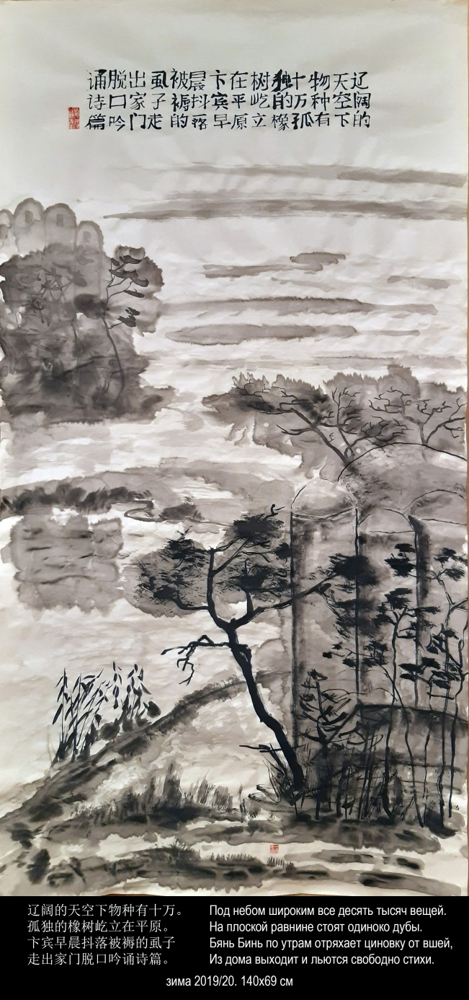 辽阔的
天空下
物种有
十万孤
独的橡
树屹立
在平原
卞宾早
晨抖落
被褥的
虱子走
出家门
脱口吟
诵诗篇
辽阔的天空下物种有十万。
孤独的橡树屹立在平原。
卞宾早晨抖落被褥的虱子
走出家门脱口吟诵诗篇。
Под небом широким все десять тысяч вещей.
На плоской равнине стоят одиноко дубы.
Бянь Бинь по утрам отряхает циновку от вшей,
Из дома выходит и льются свободно стихи.
зима 2019/20. 140x69 см